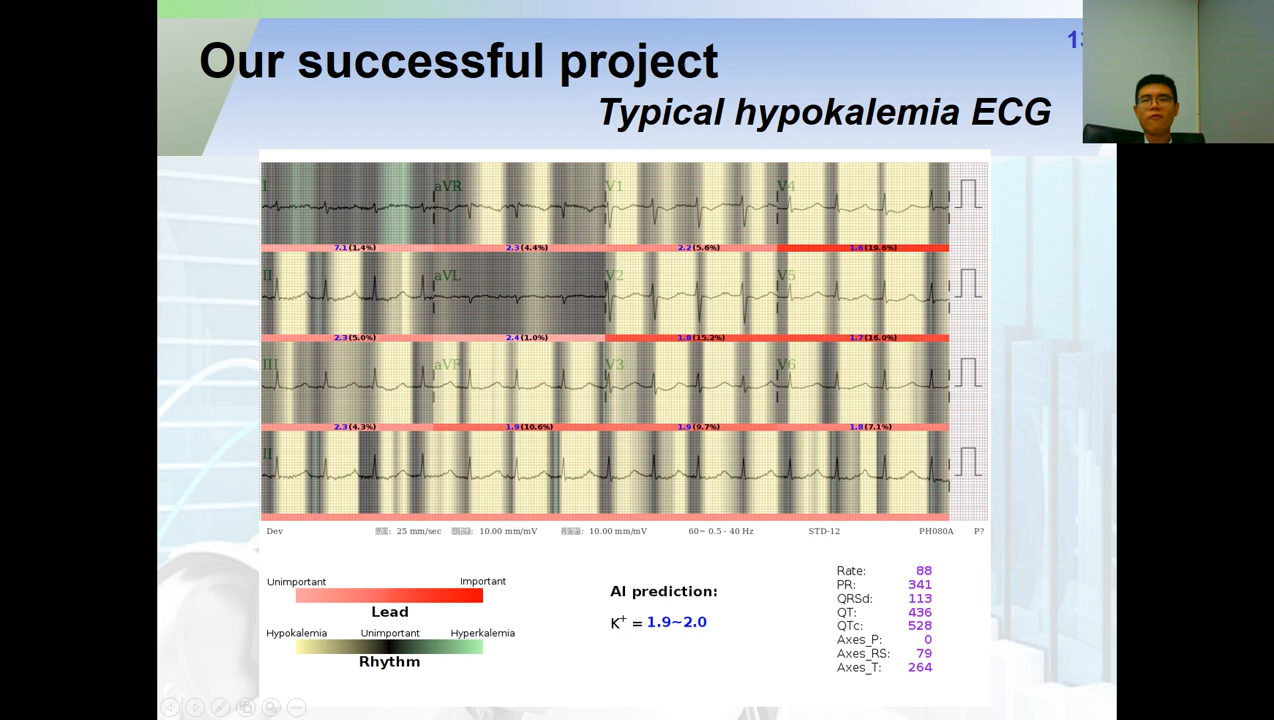 Our successful project
Typical hypokalemia ECG
I aVR V1 V4
7.1 (1.4%) 2.3 (4.4%) 2.2 (5.6%) 1.6 (19.6%)
II aVL V2 V5
2.3 (5.0%) 2.4 (1.0%) 1.8 (15.2%) 1.7 (16.0%)
III aVF V3 V6
2.3 (4.3%) 1.9 (10.6%) 1.9 (9.7%) 1.8 (7.1%)
II
Dev : 25 mm/sec : 10.00 mm/mV : 10.00 mm/mV 60~ 0.5 - 40 Hz STD-12 PH080A P?
Unimportant Important
Lead
Hypokalemia Unimportant Hyperkalemia
Rhythm
AI prediction:
K⁺ = 1.9~2.0
Rate: 88
PR: 341
QRSd: 113
QT: 436
QTc: 528
Axes_P: 0
Axes_RS: 79
Axes_T: 264